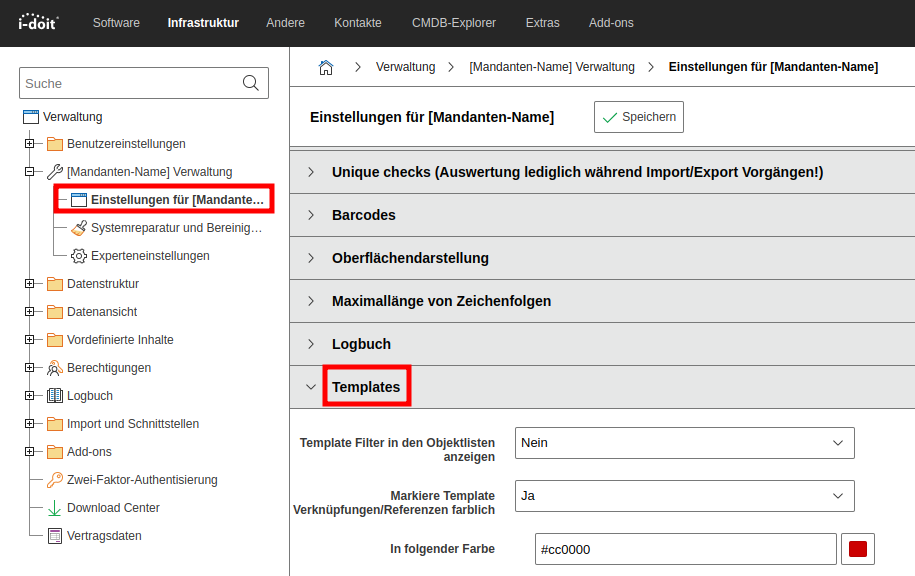 i-doit
Software
Infrastruktur
Andere
Kontakte
CMDB-Explorer
Extras
Add-ons
Suche
Verwaltung
Benutzereinstellungen
[Mandanten-Name] Verwaltung
Einstellungen für [Mandante...
Systemreparatur und Bereinig...
Experteneinstellungen
Datenstruktur
Datenansicht
Vordefinierte Inhalte
Berechtigungen
Logbuch
Import und Schnittstellen
Add-ons
Zwei-Faktor-Authentisierung
Download Center
Vertragsdaten
Verwaltung
[Mandanten-Name] Verwaltung
Einstellungen für [Mandanten-Name]
Einstellungen für [Mandanten-Name]
Speichern
Unique checks (Auswertung lediglich während Import/Export Vorgängen!)
Barcodes
Oberflächendarstellung
Maximallänge von Zeichenfolgen
Logbuch
Templates
Template Filter in den Objektlisten
anzeigen
Nein
Markiere Template
Verknüpfungen/Referenzen farblich
Ja
In folgender Farbe
#cc0000